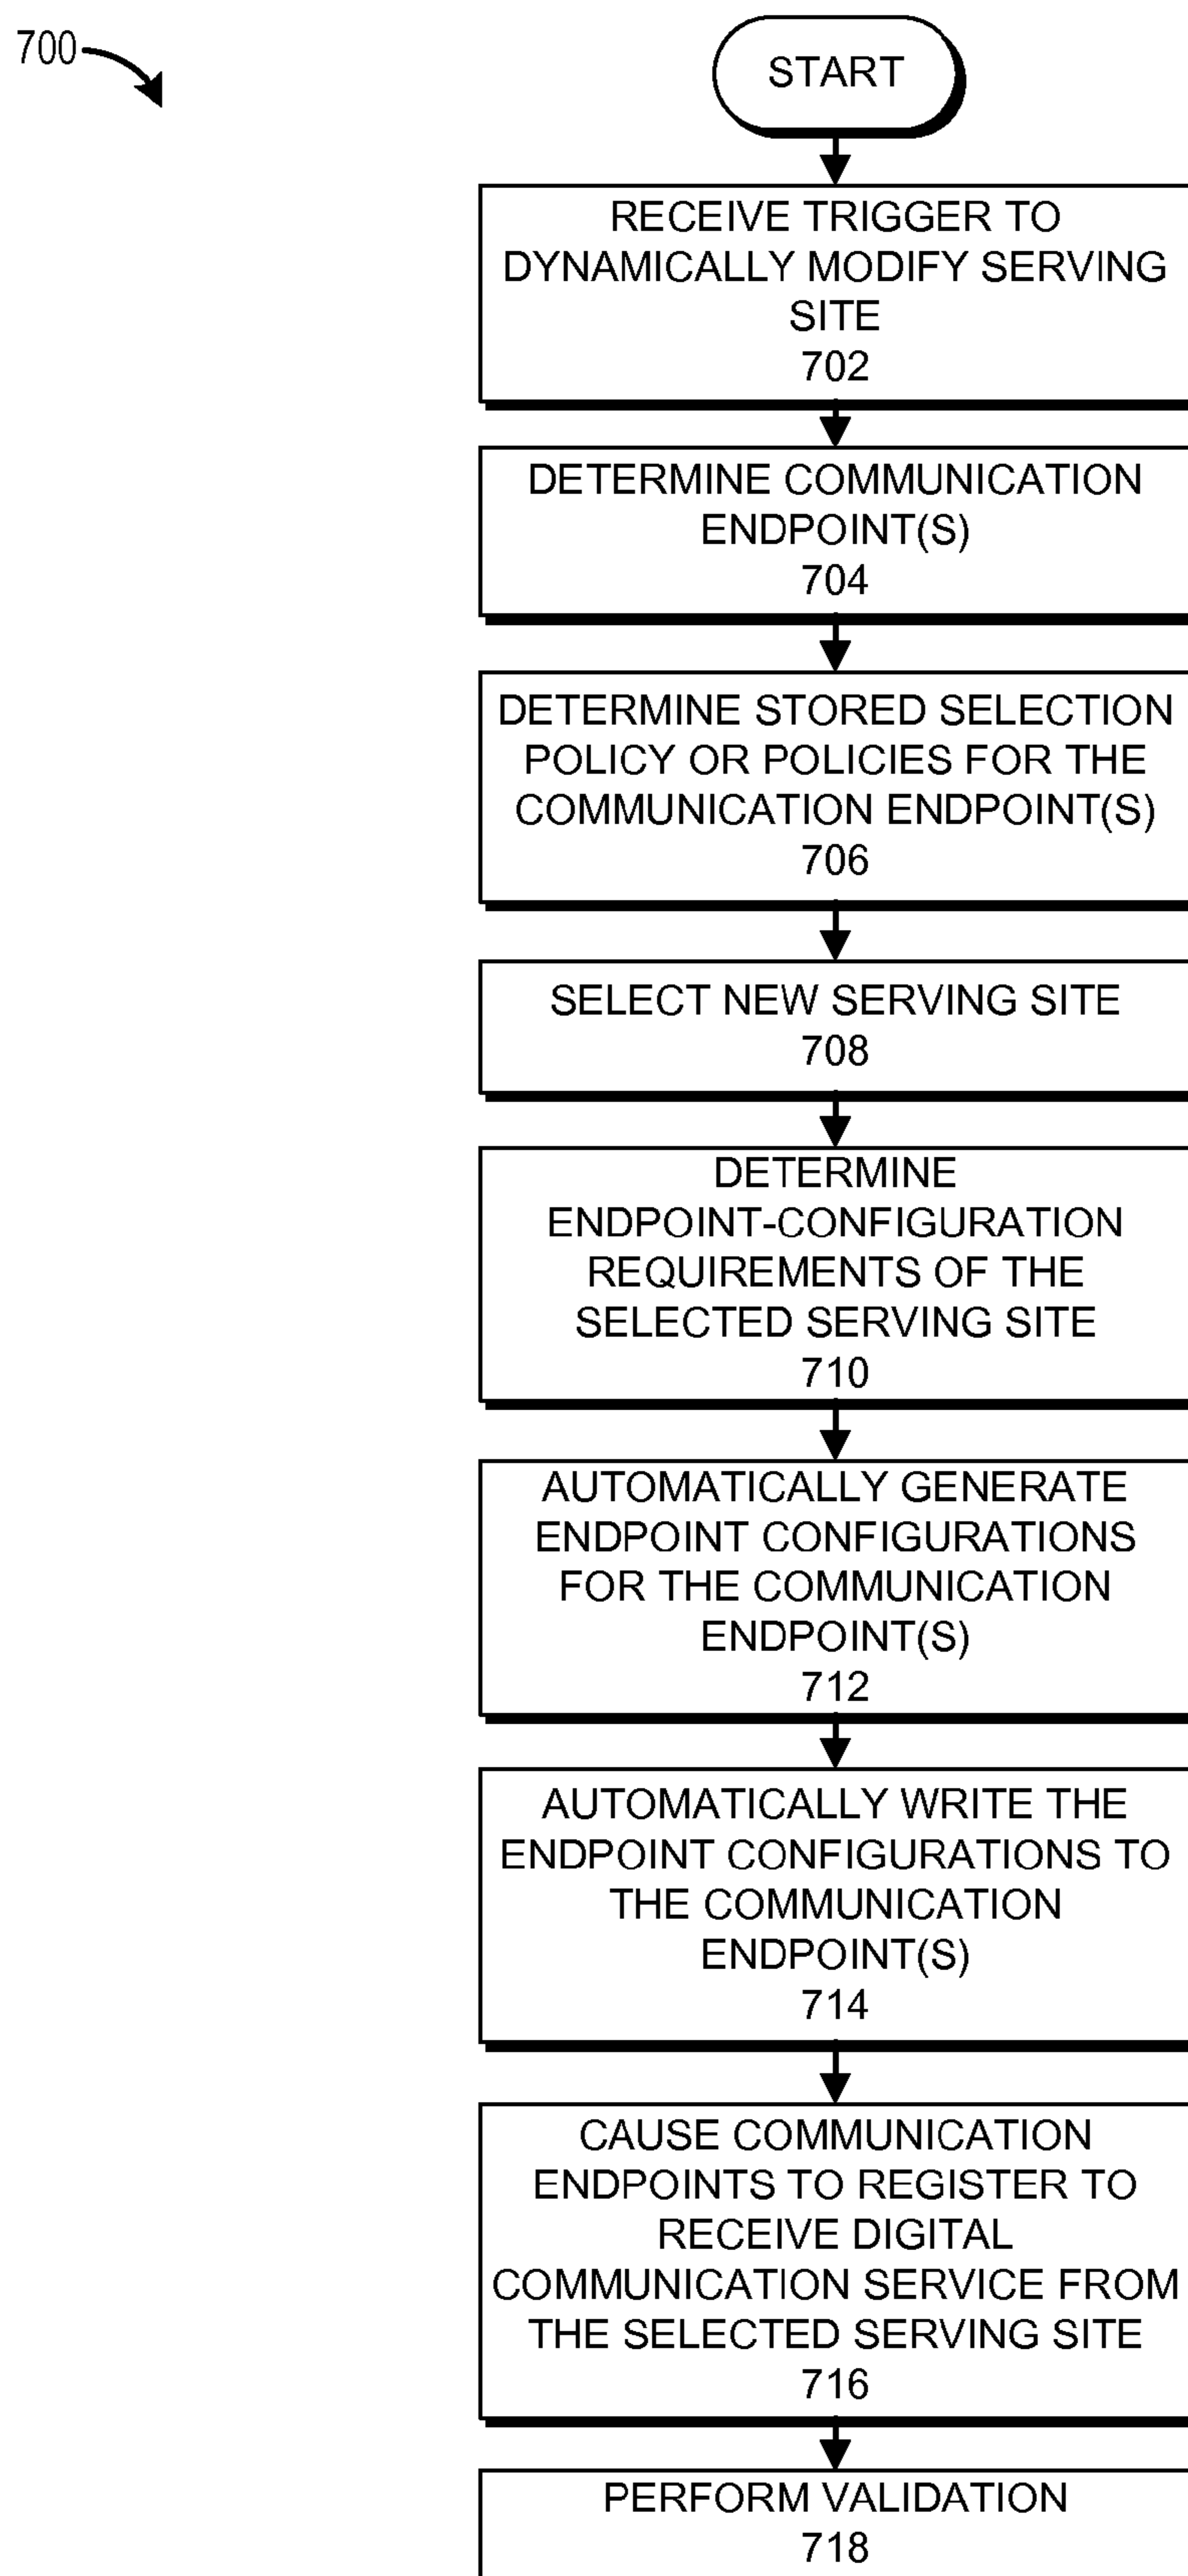 700
START
RECEIVE TRIGGER TO
DYNAMICALLY MODIFY SERVING
SITE
702
DETERMINE COMMUNICATION
ENDPOINT(S)
704
DETERMINE STORED SELECTION
POLICY OR POLICIES FOR THE
COMMUNICATION ENDPOINT(S)
706
SELECT NEW SERVING SITE
708
DETERMINE
ENDPOINT-CONFIGURATION
REQUIREMENTS OF THE
SELECTED SERVING SITE
710
AUTOMATICALLY GENERATE
ENDPOINT CONFIGURATIONS
FOR THE COMMUNICATION
ENDPOINT(S)
712
AUTOMATICALLY WRITE THE
ENDPOINT CONFIGURATIONS TO
THE COMMUNICATION
ENDPOINT(S)
714
CAUSE COMMUNICATION
ENDPOINTS TO REGISTER TO
RECEIVE DIGITAL
COMMUNICATION SERVICE FROM
THE SELECTED SERVING SITE
716
PERFORM VALIDATION
718